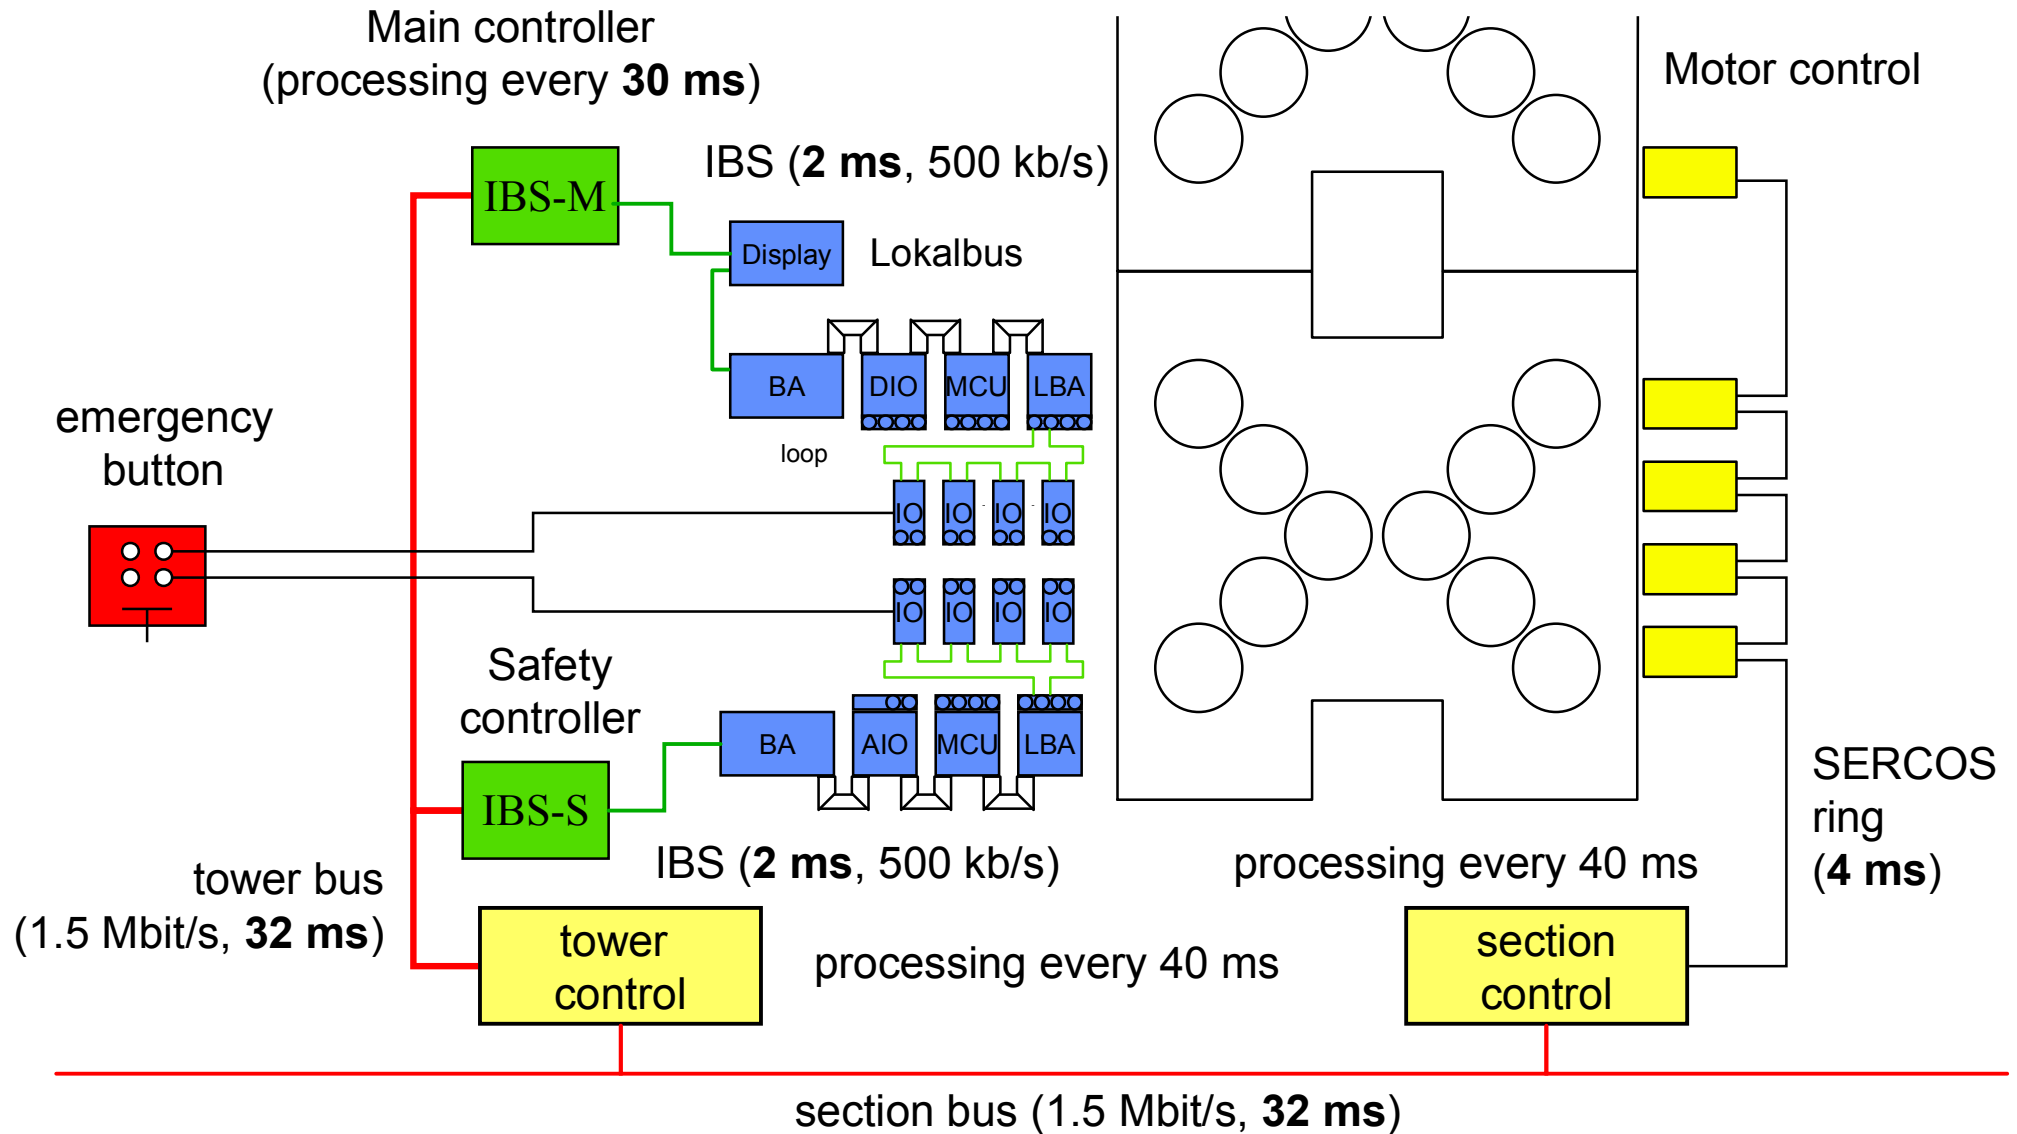 Main controller
(processing every 30 ms)
Motor control
IBS (2 ms, 500 kb/s)
IBS-M
Display
Lokalbus
BA
DIO
MCU
LBA
emergency
button
loop
IO
IO
IO
IO
IO
IO
IO
IO
Safety
controller
BA
AIO
MCU
LBA
IBS-S
SERCOS
ring
(4 ms)
IBS (2 ms, 500 kb/s)
processing every 40 ms
tower bus
(1.5 Mbit/s, 32 ms)
tower
control
processing every 40 ms
section
control
section bus (1.5 Mbit/s, 32 ms)